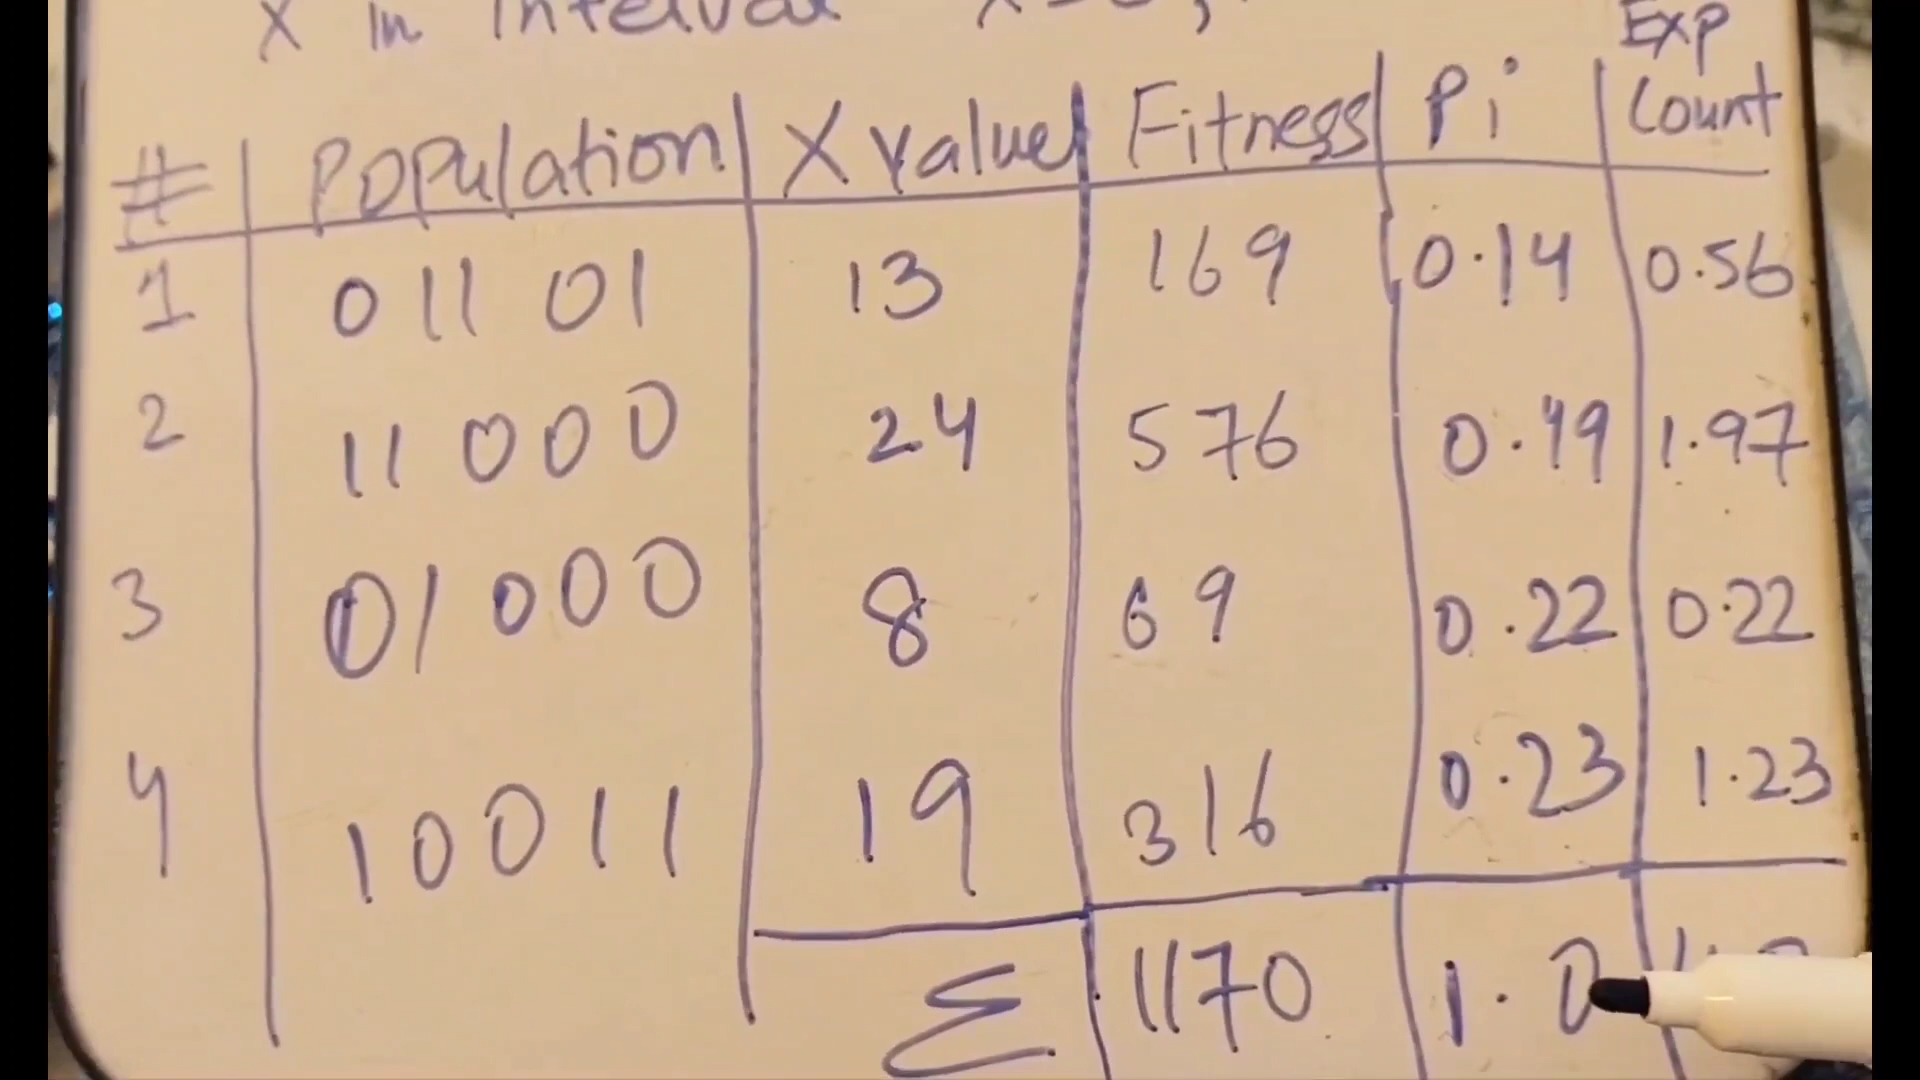 X in Interval
# Population X value Fitness Pi Exp Count
1 01101 13 169 0.14 0.56
2 11000 24 576 0.49 1.97
3 01000 8 69 0.22 0.22
4 10011 19 316 0.23 1.23
Σ 1170 1.0